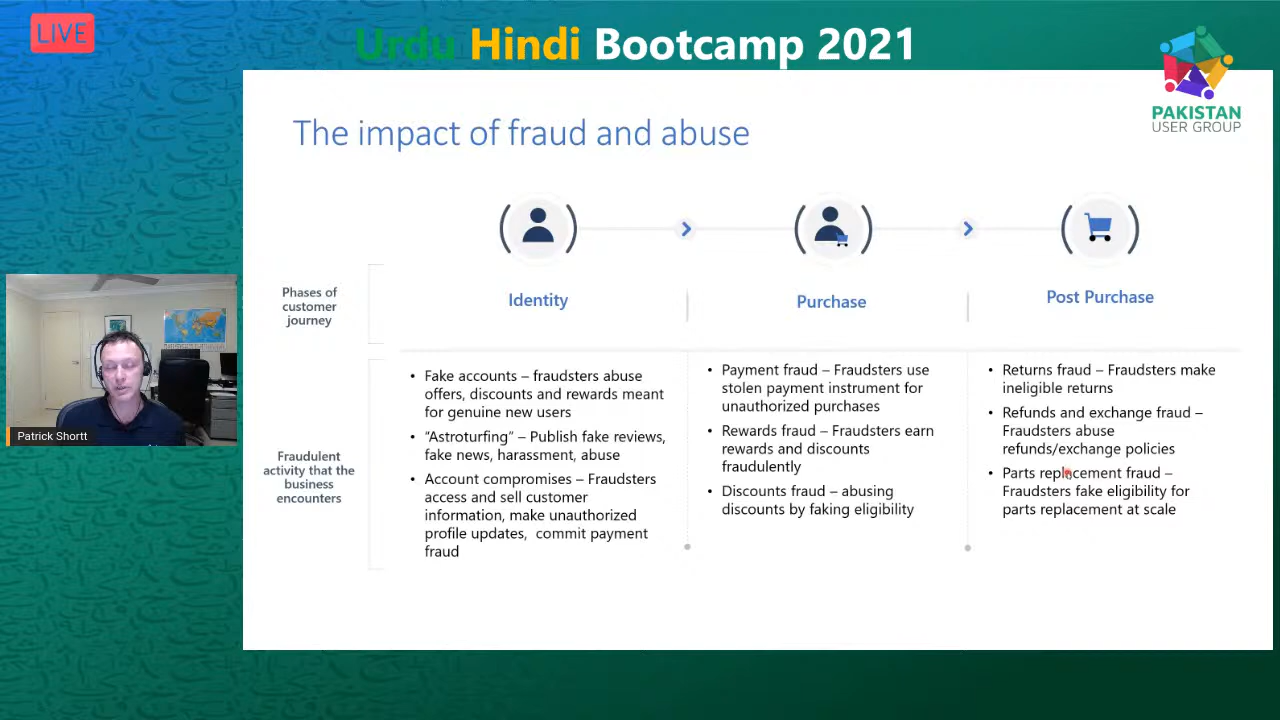 LIVE
Urdu Hindi Bootcamp 2021
PAKISTAN
USER GROUP
The impact of fraud and abuse
Phases of
customer
journey
Identity
Purchase
Post Purchase
Fraudulent
activity that the
business
encounters
• Fake accounts – fraudsters abuse
offers, discounts and rewards meant
for genuine new users
• “Astroturfing” – Publish fake reviews,
fake news, harassment, abuse
• Account compromises – Fraudsters
access and sell customer
information, make unauthorized
profile updates, commit payment
fraud
• Payment fraud – Fraudsters use
stolen payment instrument for
unauthorized purchases
• Rewards fraud – Fraudsters earn
rewards and discounts
fraudulently
• Discounts fraud – abusing
discounts by faking eligibility
• Returns fraud – Fraudsters make
ineligible returns
• Refunds and exchange fraud –
Fraudsters abuse
refunds/exchange policies
• Parts replacement fraud –
Fraudsters fake eligibility for
parts replacement at scale
Patrick Shortt